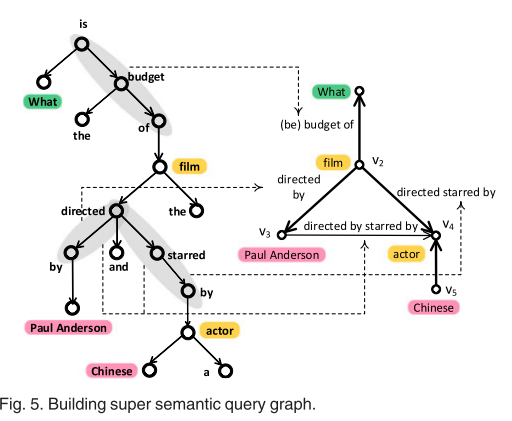 is
budget
What
the
of
film
directed
the
by
and
starred
by
Paul Anderson
actor
Chinese
a
What
(be) budget of
film
v2
directed
by
directed starred by
v3
directed by starred by
v4
Paul Anderson
actor
v5
Chinese
Fig. 5. Building super semantic query graph.